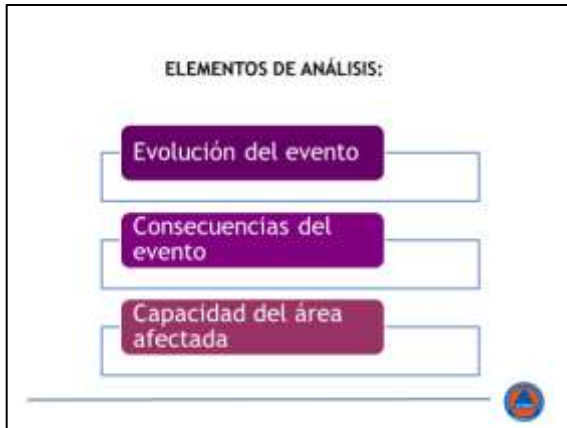 ELEMENTOS DE ANÁLISIS:
Evolución del evento
Consecuencias del
evento
Capacidad del área
afectada